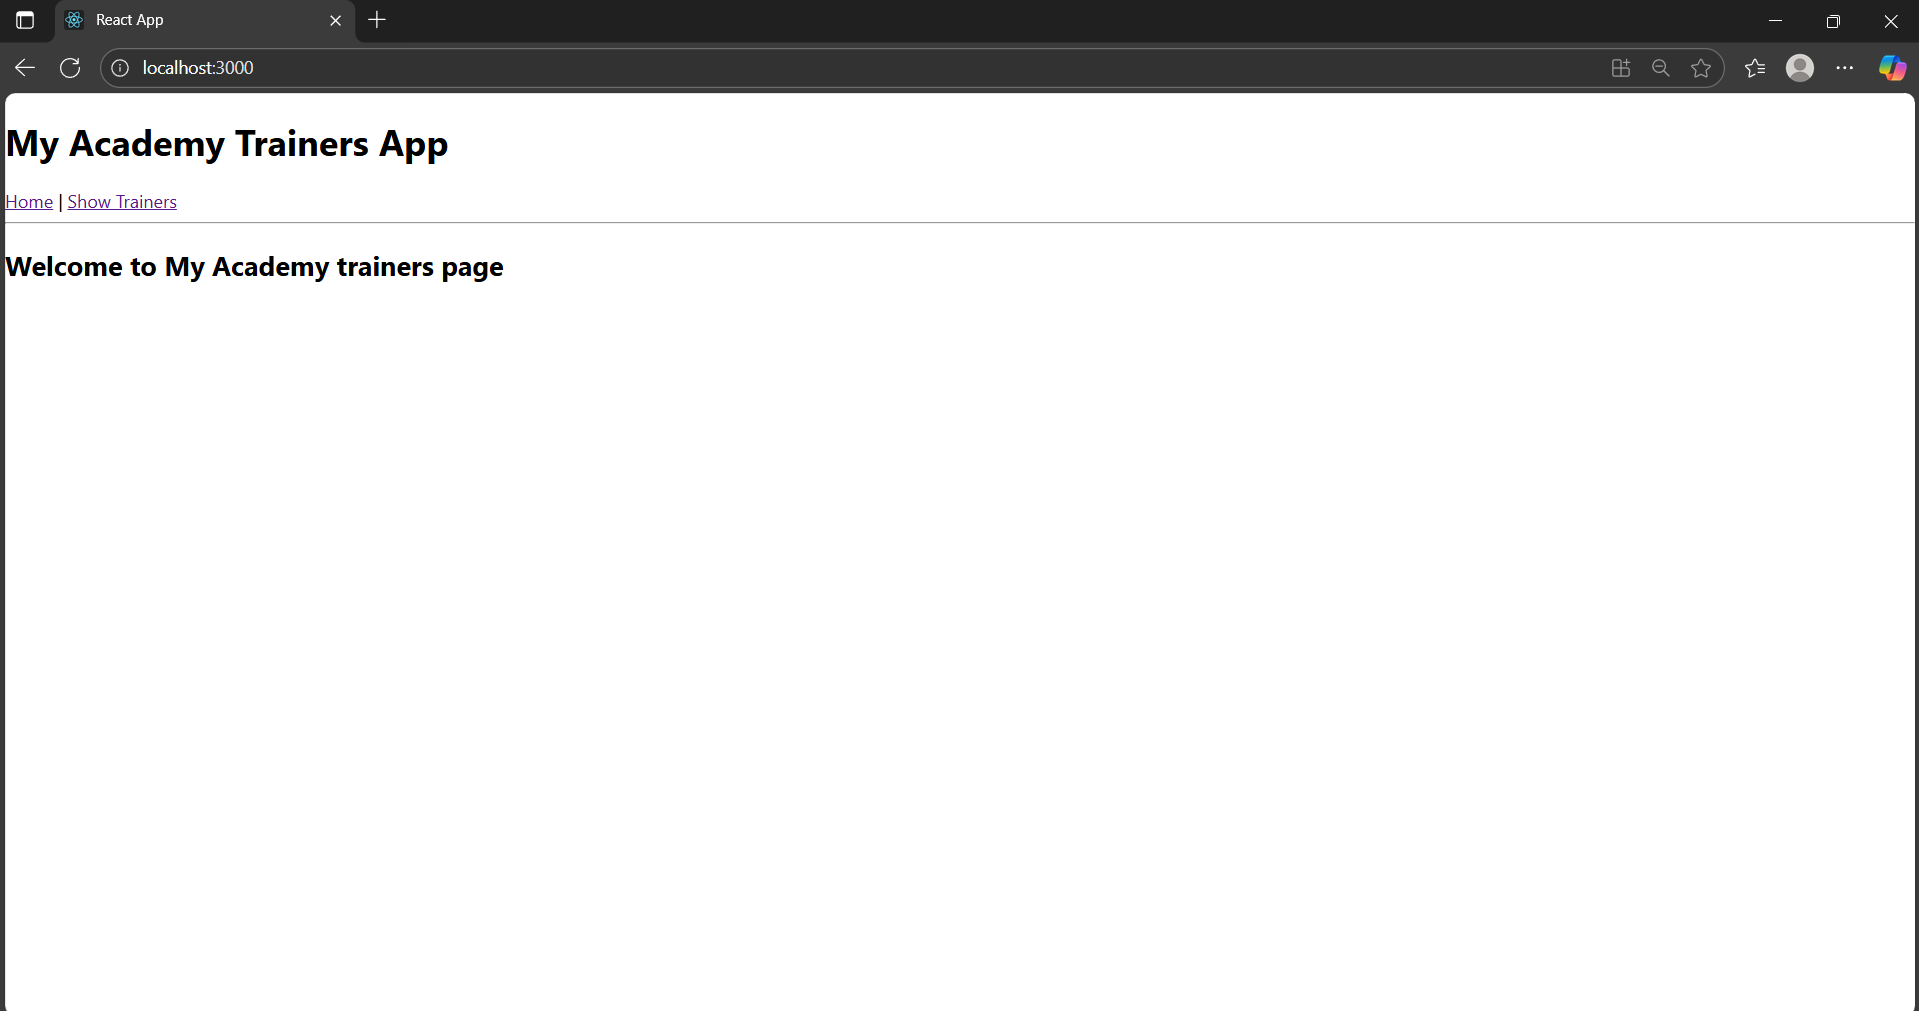 React App
localhost:3000
My Academy Trainers App
Home | Show Trainers
Welcome to My Academy trainers page